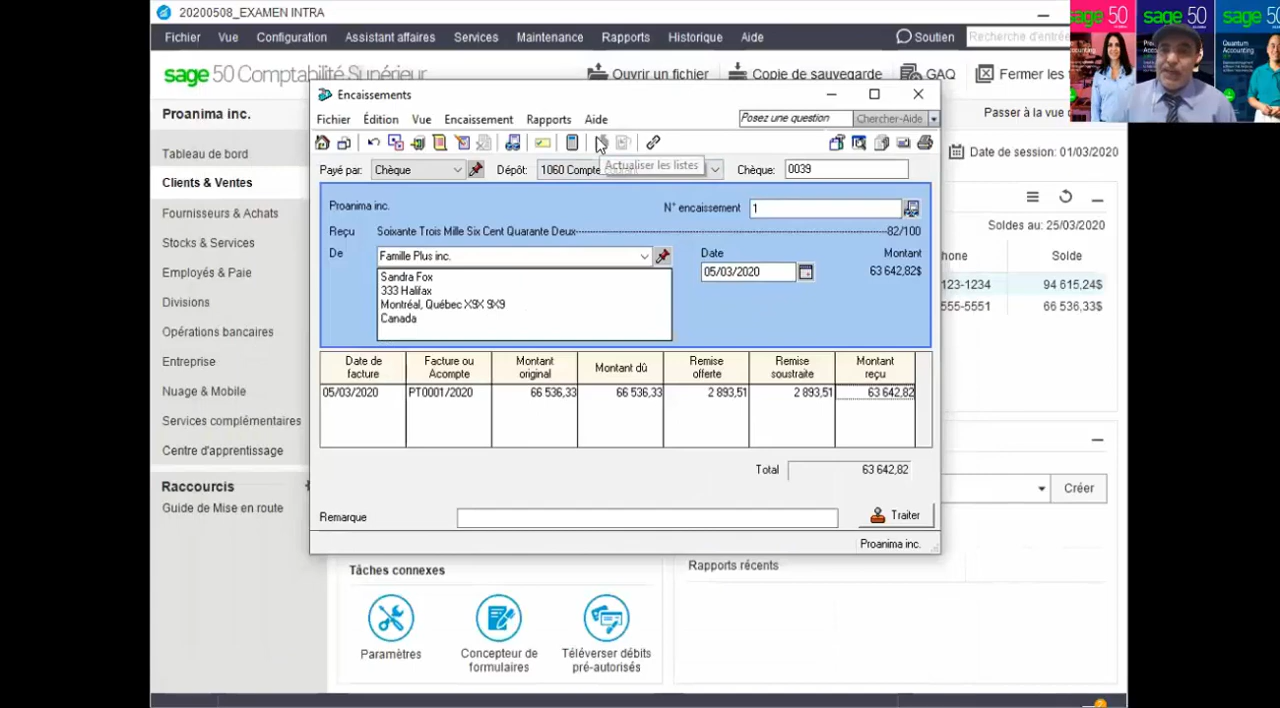 20200508_EXAMEN INTRA
Fichier Vue Configuration Assistant affaires Services Maintenance Rapports Historique Aide
Soutien
Recherche d'entrée
sage 50 Comptabilité Supérieur
Ouvrir un fichier
Copie de sauvegarde
GAQ
Fermer les
Proanima inc.
Passer à la vue
Tableau de bord
Date de session: 01/03/2020
Clients & Ventes
Fournisseurs & Achats
Stocks & Services
Employés & Paie
Divisions
Opérations bancaires
Entreprise
Nuage & Mobile
Services complémentaires
Centre d'apprentissage
Raccourcis
Guide de Mise en route
Encaissements
Fichier Édition Vue Encaissement Rapports Aide
Posez une question
Chercher-Aide
Actualiser les listes
Payé par: Chèque
Dépôt: 1060 Compte
Chèque: 0039
Proanima inc.
N° encaissement 1
Reçu Soixante Trois Mille Six Cent Quarante Deux 82/100
De Famille Plus inc.
Date
05/03/2020
Montant
63 642,82$
Sandra Fox
333 Halifax
Montréal, Québec X9X 9X9
Canada
Date de facture Facture ou Acompte Montant original Montant dû Remise offerte Remise soustraite Montant reçu
05/03/2020 PT0001/2020 66 536,33 66 536,33 2 893,51 2 893,51 63 642,82
Total 63 642,82
Remarque
Traiter
Proanima inc.
Soldes au: 25/03/2020
hone Solde
123-1234 94 615,24$
555-5551 66 536,33$
Créer
Tâches connexes
Paramètres
Concepteur de formulaires
Téléverser débits pré-autorisés
Rapports récents
sage 50
sage 50
sage 50
Quantum
Accounting